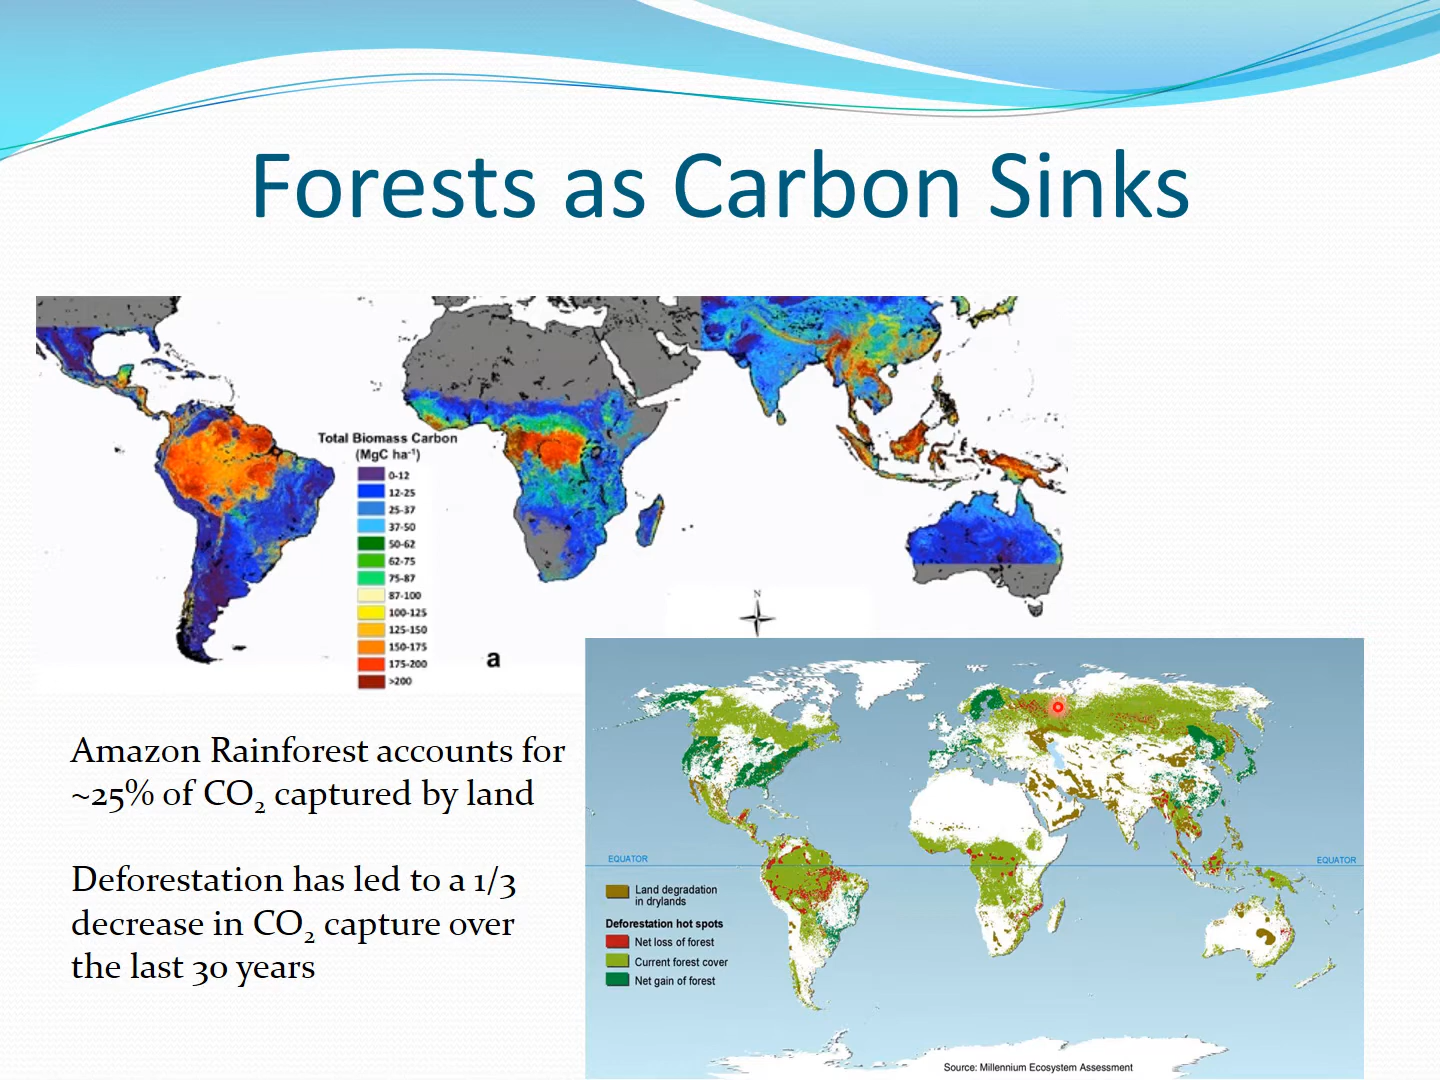 Forests as Carbon Sinks
Total Biomass Carbon
(MgC ha⁻¹)
0-12
12-25
25-37
37-50
50-62
62-75
75-87
87-100
100-125
125-150
150-175
175-200
>200
a
N
Amazon Rainforest accounts for
~25% of CO₂ captured by land
Deforestation has led to a 1/3
decrease in CO₂ capture over
the last 30 years
EQUATOR
EQUATOR
Land degradation
in drylands
Deforestation hot spots
Net loss of forest
Current forest cover
Net gain of forest
Source: Millennium Ecosystem Assessment